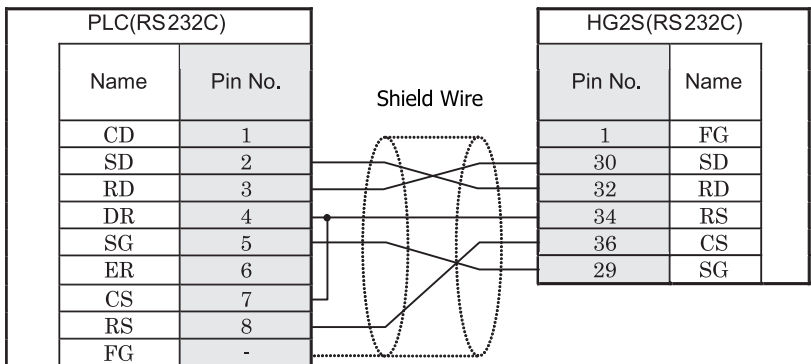 PLC(RS232C) HG2S(RS232C)
Name Pin No. Pin No. Name
Shield Wire
CD 1 1 FG
SD 2 30 SD
RD 3 32 RD
DR 4 34 RS
SG 5 36 CS
ER 6 29 SG
CS 7
RS 8
FG -